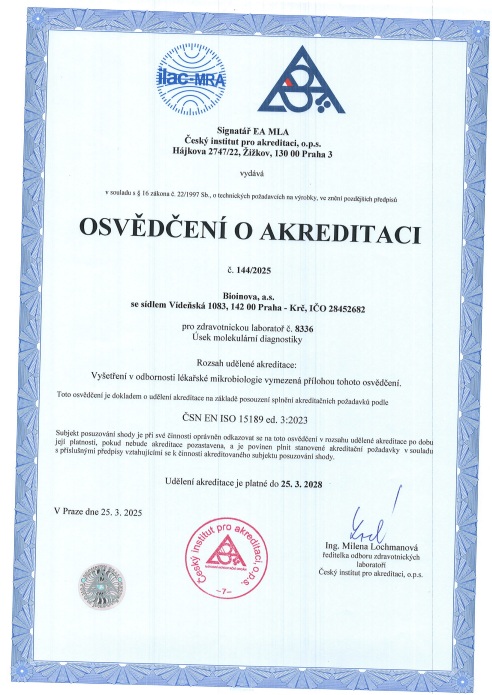 ilac-MRA
Signatář EA MLA
Český institut pro akreditaci, o.p.s.
Hájkova 2747/22, Žižkov, 130 00 Praha 3
vydává
v souladu s § 16 zákona č. 22/1997 Sb., o technických požadavcích na výrobky, ve znění pozdějších předpisů
OSVĚDČENÍ O AKREDITACI
č. 144/2025
Bioinova, a.s.
se sídlem Vídeňská 1083, 142 00 Praha - Krč, IČO 28452682
pro zdravotnickou laboratoř č. 8336
Úsek molekulární diagnostiky
Rozsah udělené akreditace:
Vyšetření v odbornosti lékařské mikrobiologie vymezená přílohou tohoto osvědčení.
Toto osvědčení je dokladem o udělení akreditace na základě posouzení splnění akreditačních požadavků podle
ČSN EN ISO 15189 ed. 3:2023
Subjekt posuzování shody je při své činnosti oprávněn odkazovat se na toto osvědčení v rozsahu udělené akreditace po dobu
její platnosti, pokud nebude akreditace pozastavena, a je povinen plnit stanovené akreditační požadavky v souladu
s příslušnými předpisy vztahujícími se k činnosti akreditovaného subjektu posuzování shody.
Udělení akreditace je platné do 25. 3. 2028
V Praze dne 25. 3. 2025
Český institut pro akreditaci, o.p.s.
–7–
Ing. Milena Lochmanová
ředitelka odboru zdravotnických
laboratoří
Český institut pro akreditaci, o.p.s.